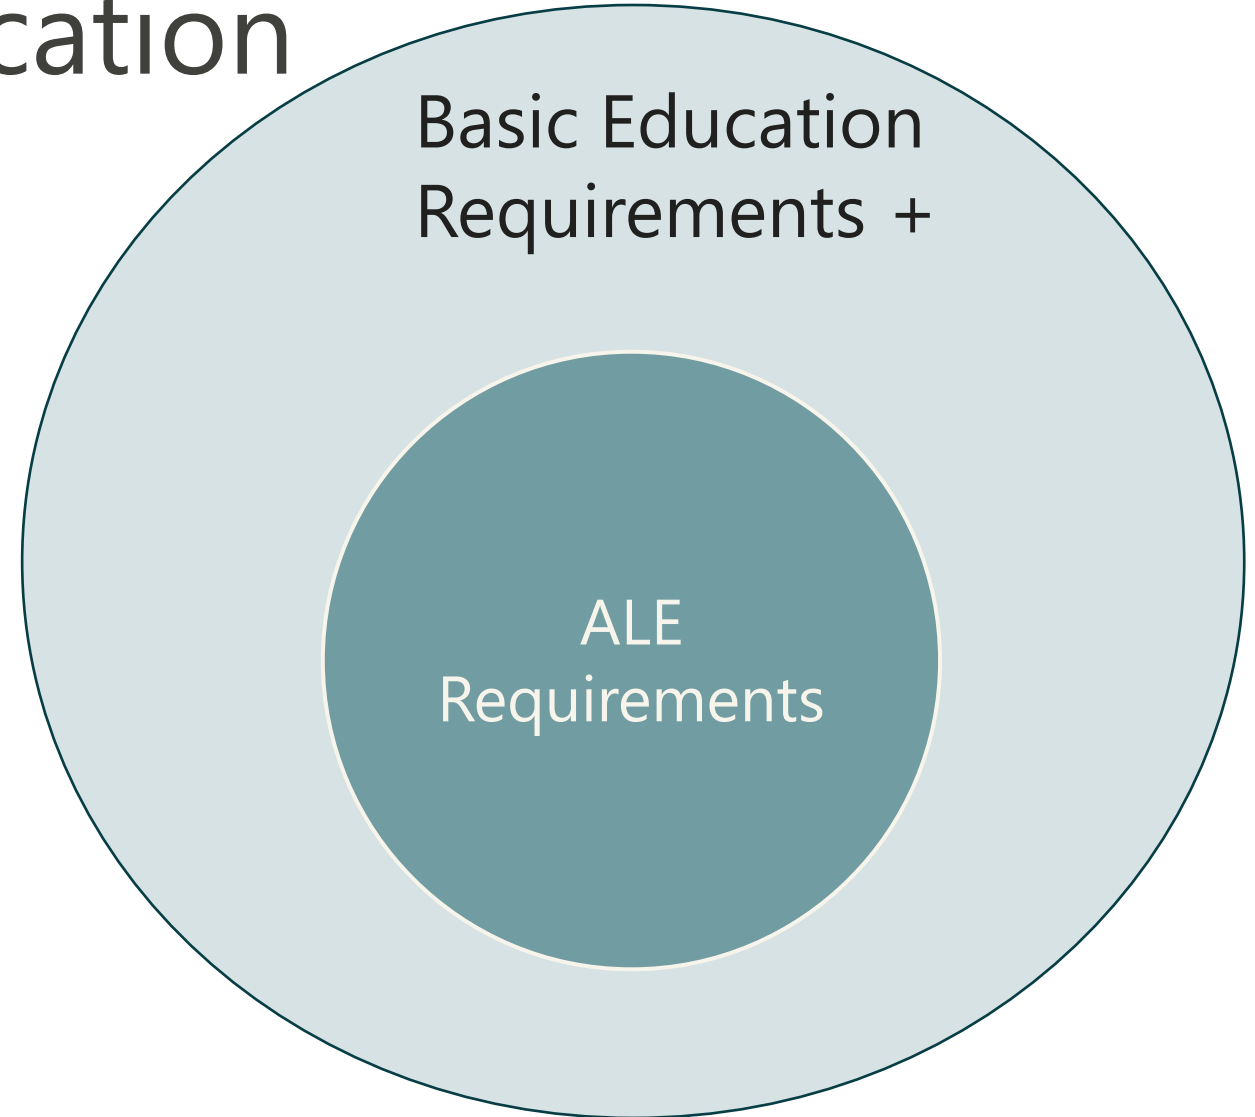 cation
Basic Education
Requirements +
ALE
Requirements